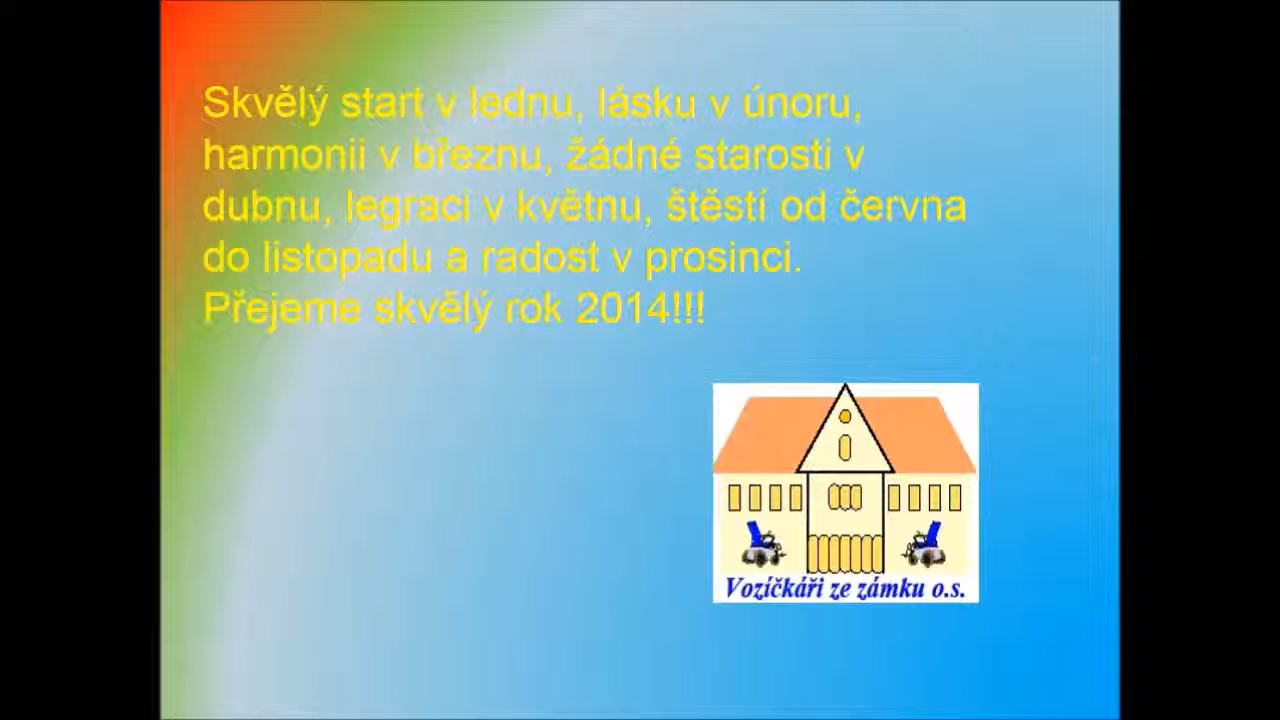 Skvělý start v lednu, lásku v únoru,
harmonii v březnu, žádné starosti v
dubnu, legraci v květnu, štěstí od června
do listopadu a radost v prosinci.
Přejeme skvělý rok 2014!!!
Vozíčkáři ze zámku o.s.